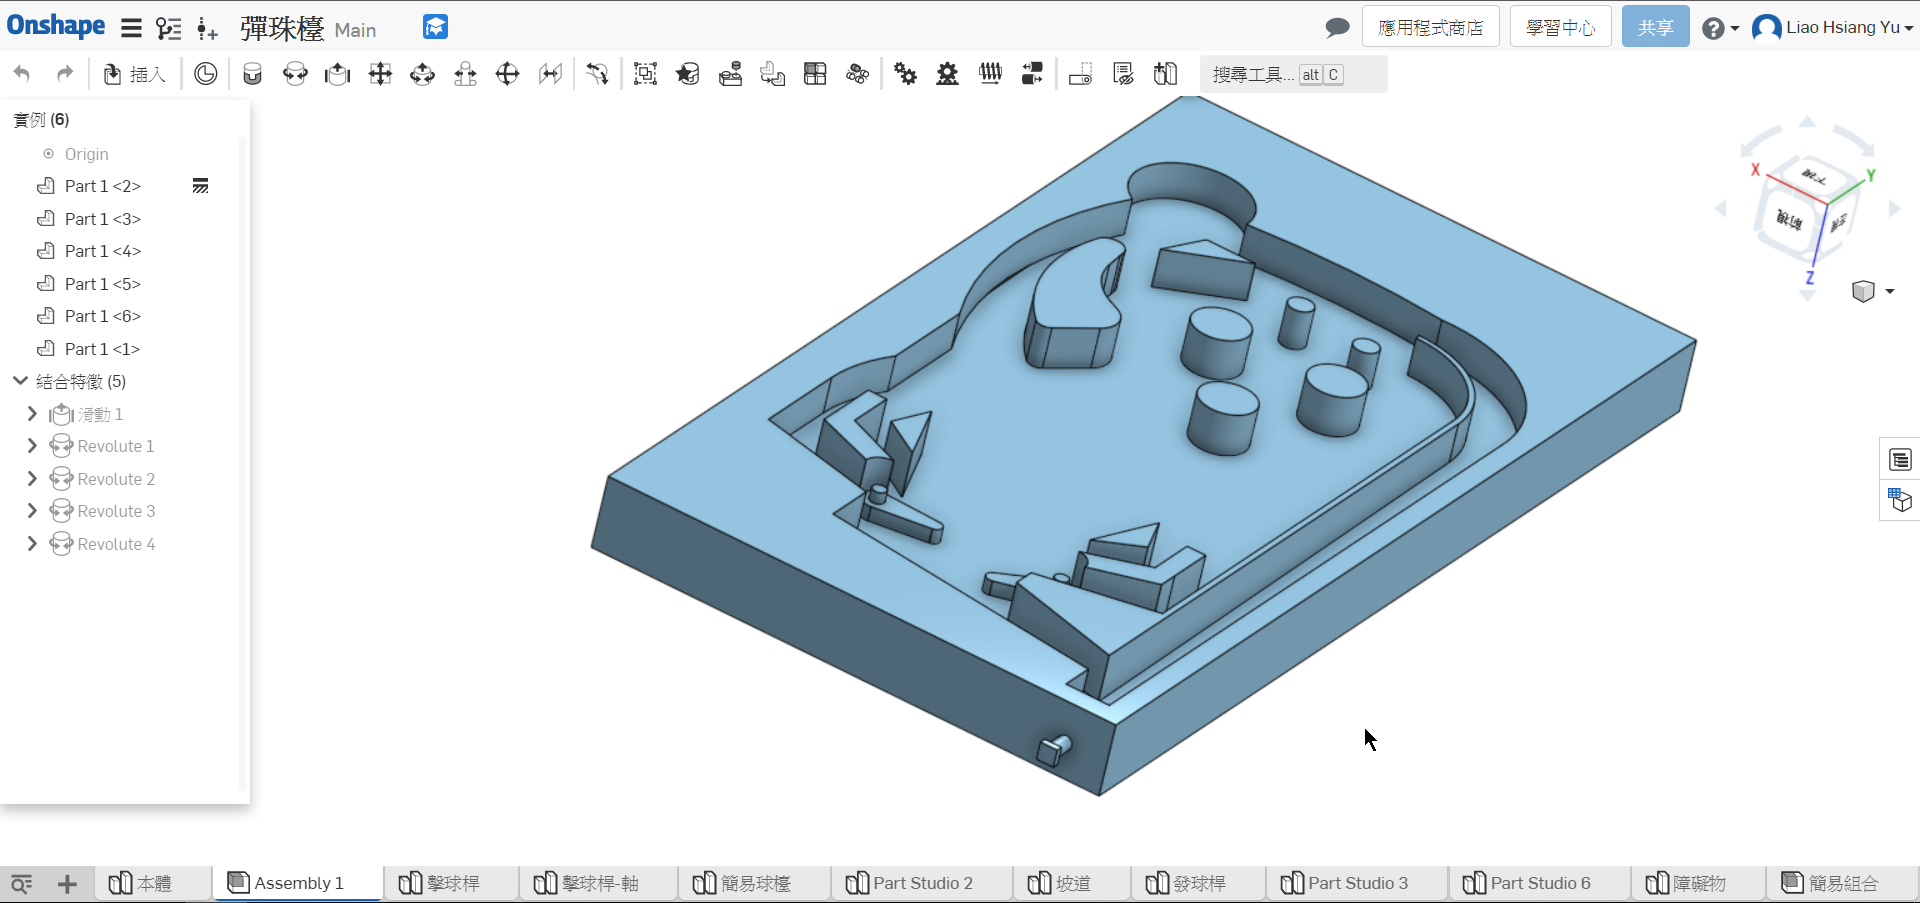 Onshape 彈珠檯 Main 應用程式商店 學習中心 共享 Liao Hsiang Yu
插入 搜尋工具... alt C
實例 (6)
Origin
Part 1 <2>
Part 1 <3>
Part 1 <4>
Part 1 <5>
Part 1 <6>
Part 1 <1>
結合特徵 (5)
滑動 1
Revolute 1
Revolute 2
Revolute 3
Revolute 4
X
Y
下視
前視
Z
本體 Assembly 1 擊球桿 擊球桿-軸 簡易球檯 Part Studio 2 坡道 發球桿 Part Studio 3 Part Studio 6 障礙物 簡易組合